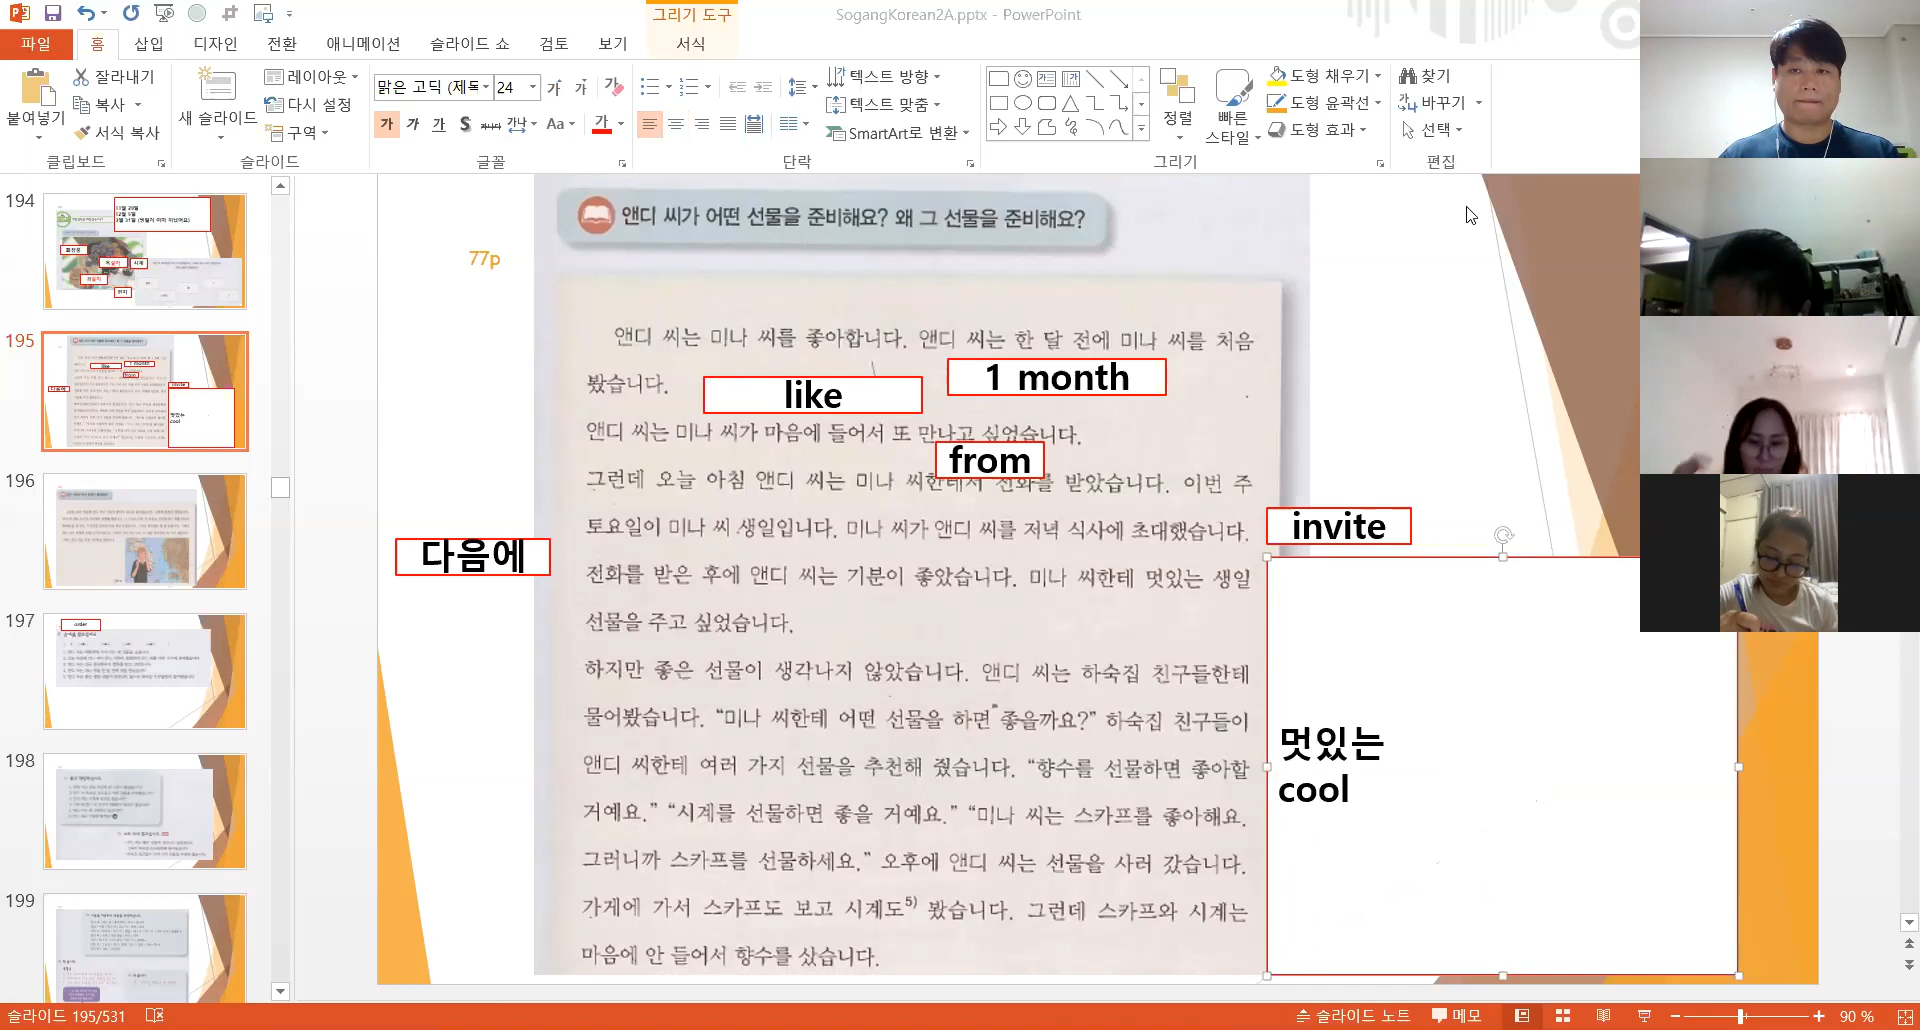 SogangKorean2A.pptx - PowerPoint
그리기 도구
파일
홈
삽입
디자인
전환
애니메이션
슬라이드 쇼
검토
보기
서식
붙여넣기
잘라내기
복사
서식 복사
클립보드
새 슬라이드
레이아웃
다시 설정
구역
슬라이드
맑은 고딕 (제목
24
글꼴
텍스트 방향
텍스트 맞춤
SmartArt로 변환
단락
정렬
빠른
스타일
도형 채우기
도형 윤곽선
도형 효과
그리기
찾기
바꾸기
선택
편집
194
195
196
197
198
199
앤디 씨가 어떤 선물을 준비해요? 왜 그 선물을 준비해요?
77p
앤디 씨는 미나 씨를 좋아합니다. 앤디 씨는 한 달 전에 미나 씨를 처음
봤습니다.
like
1 month
앤디 씨는 미나 씨가 마음에 들어서 또 만나고 싶었습니다.
from
그런데 오늘 아침 앤디 씨는 미나 씨한테서 전화를 받았습니다. 이번 주
토요일이 미나 씨 생일입니다. 미나 씨가 앤디 씨를 저녁 식사에 초대했습니다.
invite
다음에
전화를 받은 후에 앤디 씨는 기분이 좋았습니다. 미나 씨한테 멋있는 생일
선물을 주고 싶었습니다.
하지만 좋은 선물이 생각나지 않았습니다. 앤디 씨는 하숙집 친구들한테
물어봤습니다. “미나 씨한테 어떤 선물을 하면 좋을까요?” 하숙집 친구들이
앤디 씨한테 여러 가지 선물을 추천해 줬습니다. “향수를 선물하면 좋아할
거예요.” “시계를 선물하면 좋을 거예요.” “미나 씨는 스카프를 좋아해요.
그러니까 스카프를 선물하세요.” 오후에 앤디 씨는 선물을 사러 갔습니다.
가게에 가서 스카프도 보고 시계도5) 봤습니다. 그런데 스카프와 시계는
마음에 안 들어서 향수를 샀습니다.
멋있는
cool
슬라이드 195/531
슬라이드 노트
메모
90 %